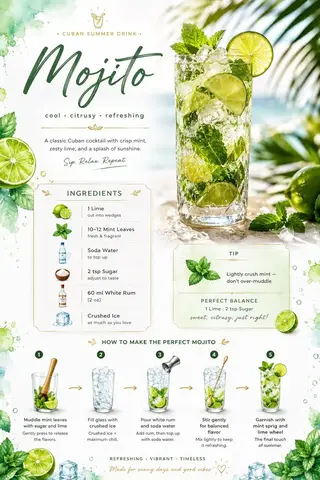 • CUBAN SUMMER DRINK •
Mojito
cool • citrusy • refreshing
A classic Cuban cocktail with crisp mint,
zesty lime, and a splash of sunshine.
Sip. Relax. Repeat.
INGREDIENTS
1 Lime
cut into wedges
10–12 Mint Leaves
fresh & fragrant
Soda Water
to top up
2 tsp Sugar
adjust to taste
60 ml White Rum
(2 oz)
Crushed Ice
as much as you love
TIP
Lightly crush mint –
don't over-muddle
PERFECT BALANCE
1 Lime : 2 tsp Sugar
sweet, citrusy, just right!
HOW TO MAKE THE PERFECT MOJITO
1
Muddle mint leaves
with sugar and lime
Gently press to release
the flavors.
2
Fill glass with
crushed ice
Crushed ice =
maximum chill.
3
Pour white rum
and soda water
Add rum, then top up
with soda water.
4
Stir gently
for balanced
flavor
Mix lightly to keep
it refreshing.
5
Garnish with
mint sprig and
lime wheel
The final touch
of summer.
REFRESHING • VIBRANT • TIMELESS
Made for sunny days and good vibes